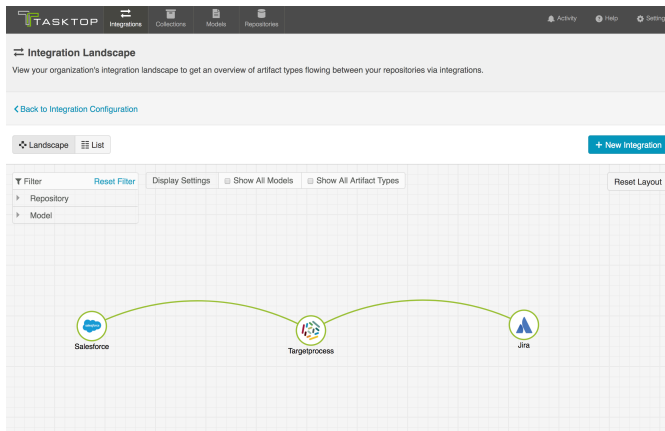 TASKTOP
Integrations
Collections
Models
Repositories
Activity
Help
Setting
Integration Landscape
View your organization's integration landscape to get an overview of artifact types flowing between your repositories via integrations.
Back to Integration Configuration
Landscape
List
+ New Integration
Filter
Reset Filter
Display Settings
Show All Models
Show All Artifact Types
Reset Layout
Repository
Model
salesforce
Salesforce
Targetprocess
Jira